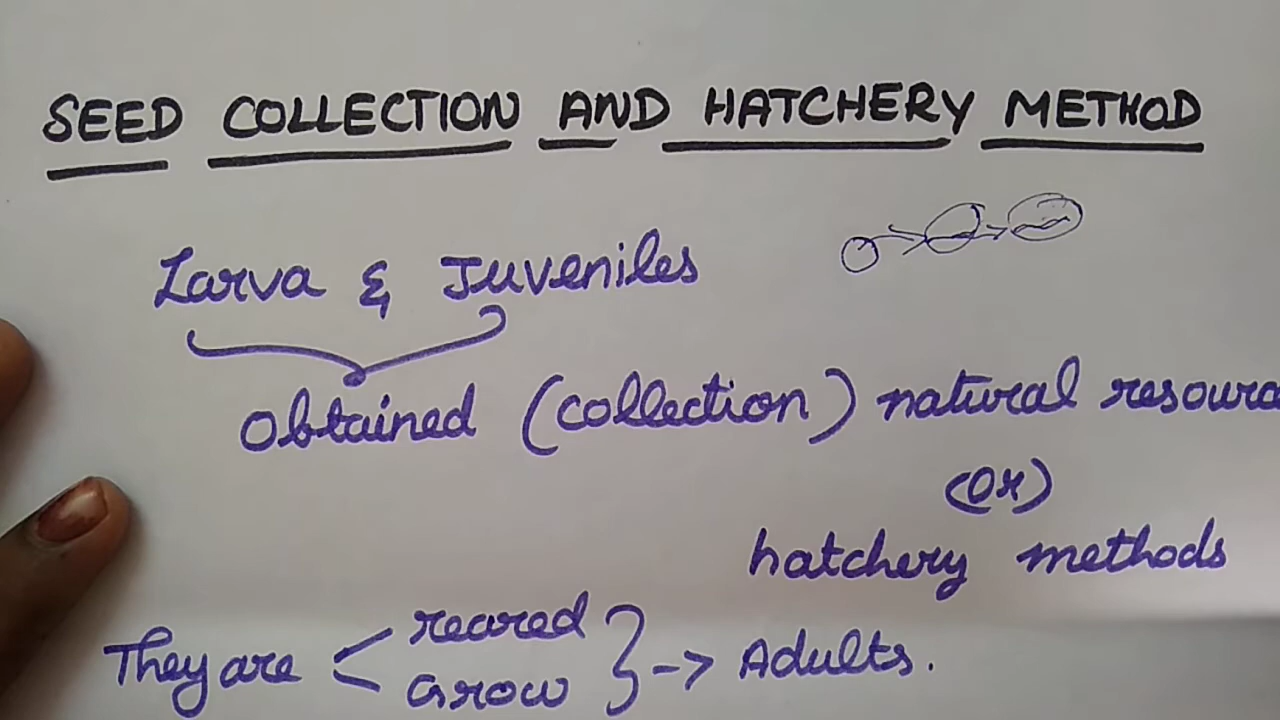 SEED COLLECTION AND HATCHERY METHOD
Larva & Juveniles
Obtained (collection) natural
(Or)
hatchery methods
They are < reared
Grow } -> Adults.